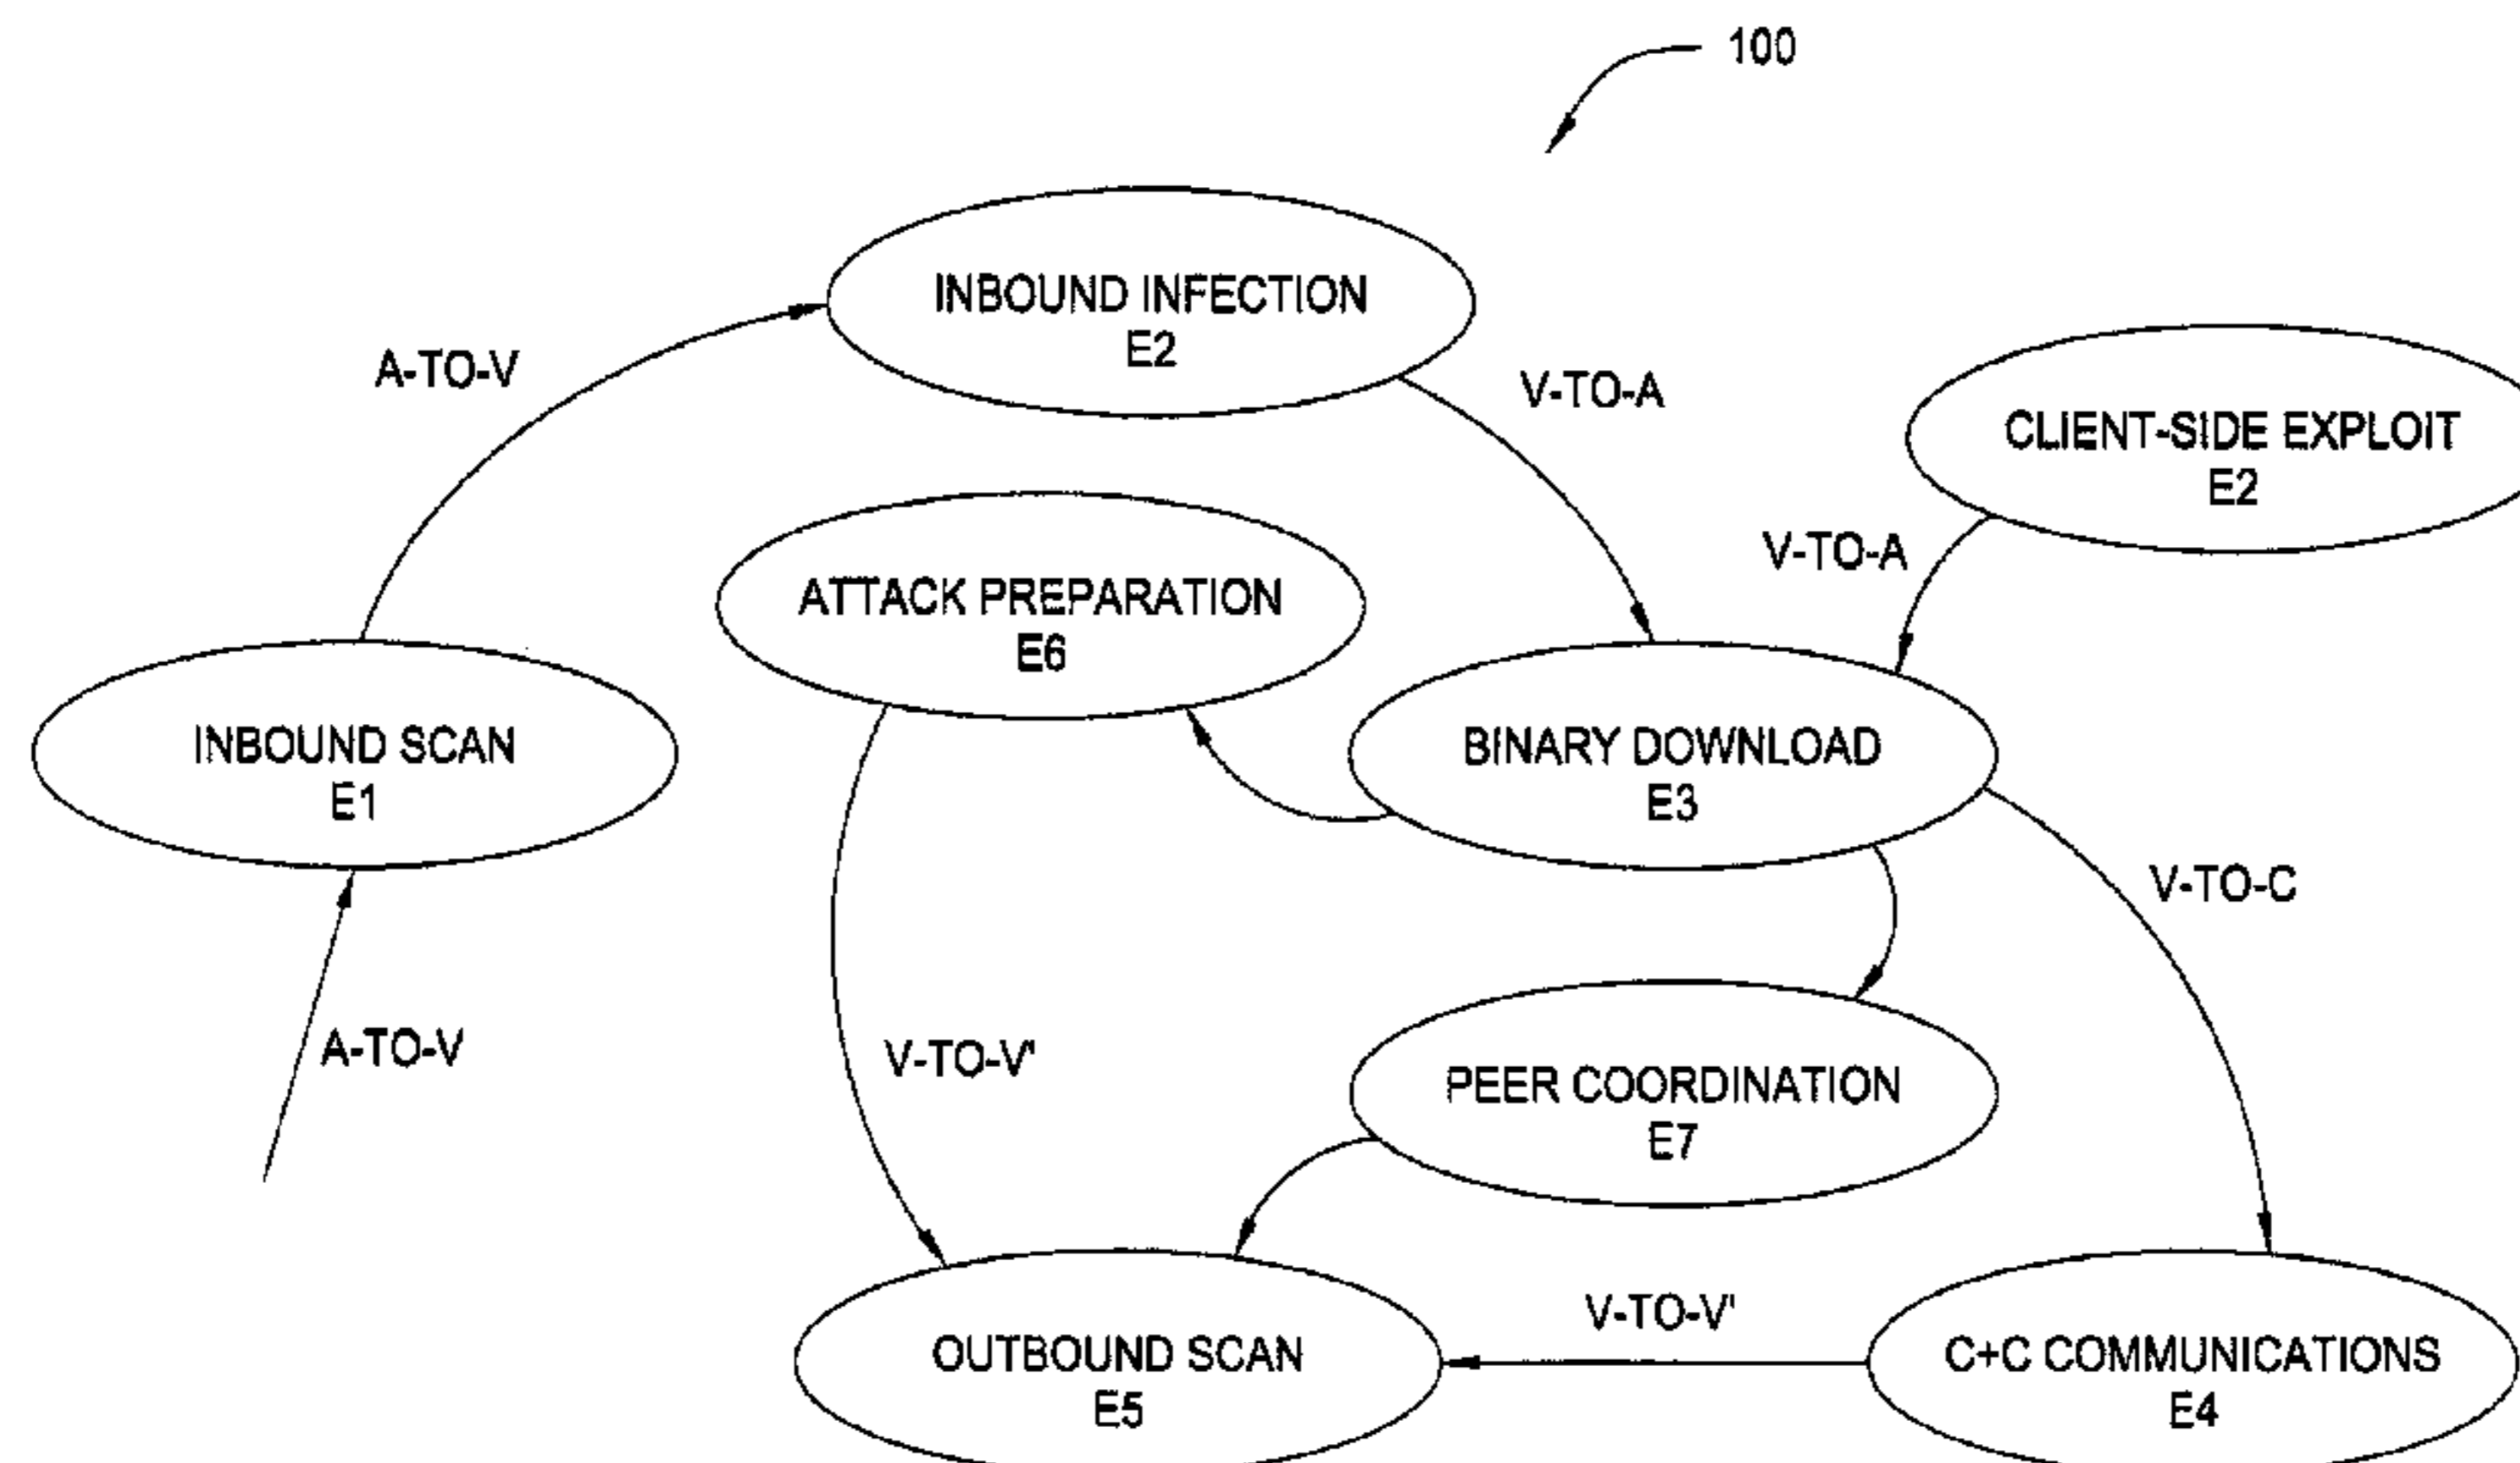 100
INBOUND INFECTION
E2
A-TO-V
V-TO-A
CLIENT-SIDE EXPLOIT
E2
V-TO-A
ATTACK PREPARATION
E6
INBOUND SCAN
E1
BINARY DOWNLOAD
E3
V-TO-C
A-TO-V
V-TO-V'
PEER COORDINATION
E7
V-TO-V'
OUTBOUND SCAN
E5
C+C COMMUNICATIONS
E4